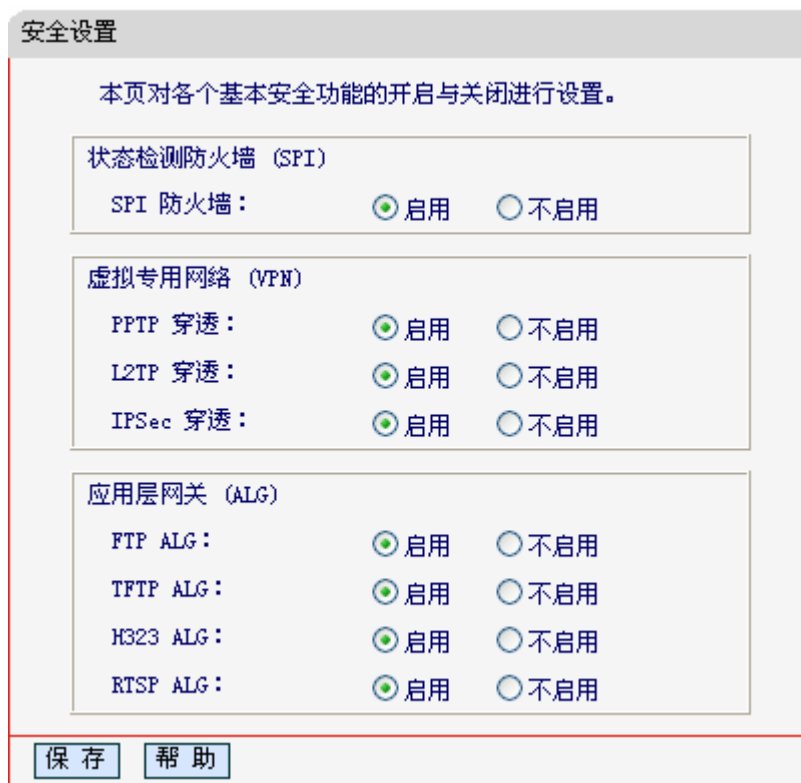 安全设置
本页对各个基本安全功能的开启与关闭进行设置。
状态检测防火墙 (SPI)
SPI 防火墙： 启用 不启用
虚拟专用网络 (VPN)
PPTP 穿透： 启用 不启用
L2TP 穿透： 启用 不启用
IPSec 穿透： 启用 不启用
应用层网关 (ALG)
FTP ALG： 启用 不启用
TFTP ALG： 启用 不启用
H323 ALG： 启用 不启用
RTSP ALG： 启用 不启用
保 存 帮 助